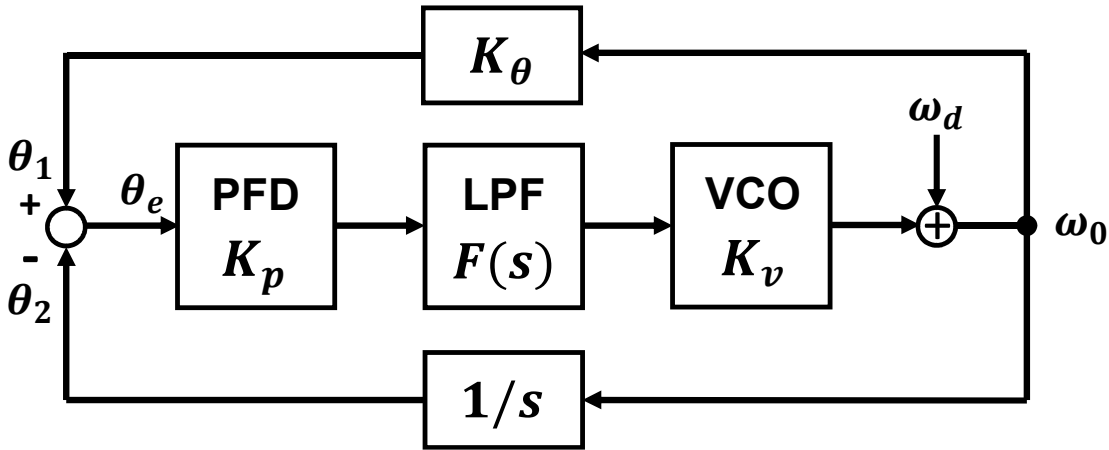 K_θ
ω_d
θ_1
+
θ_e
PFD
K_p
LPF
F(s)
VCO
K_v
+
ω_0
-
θ_2
1/s